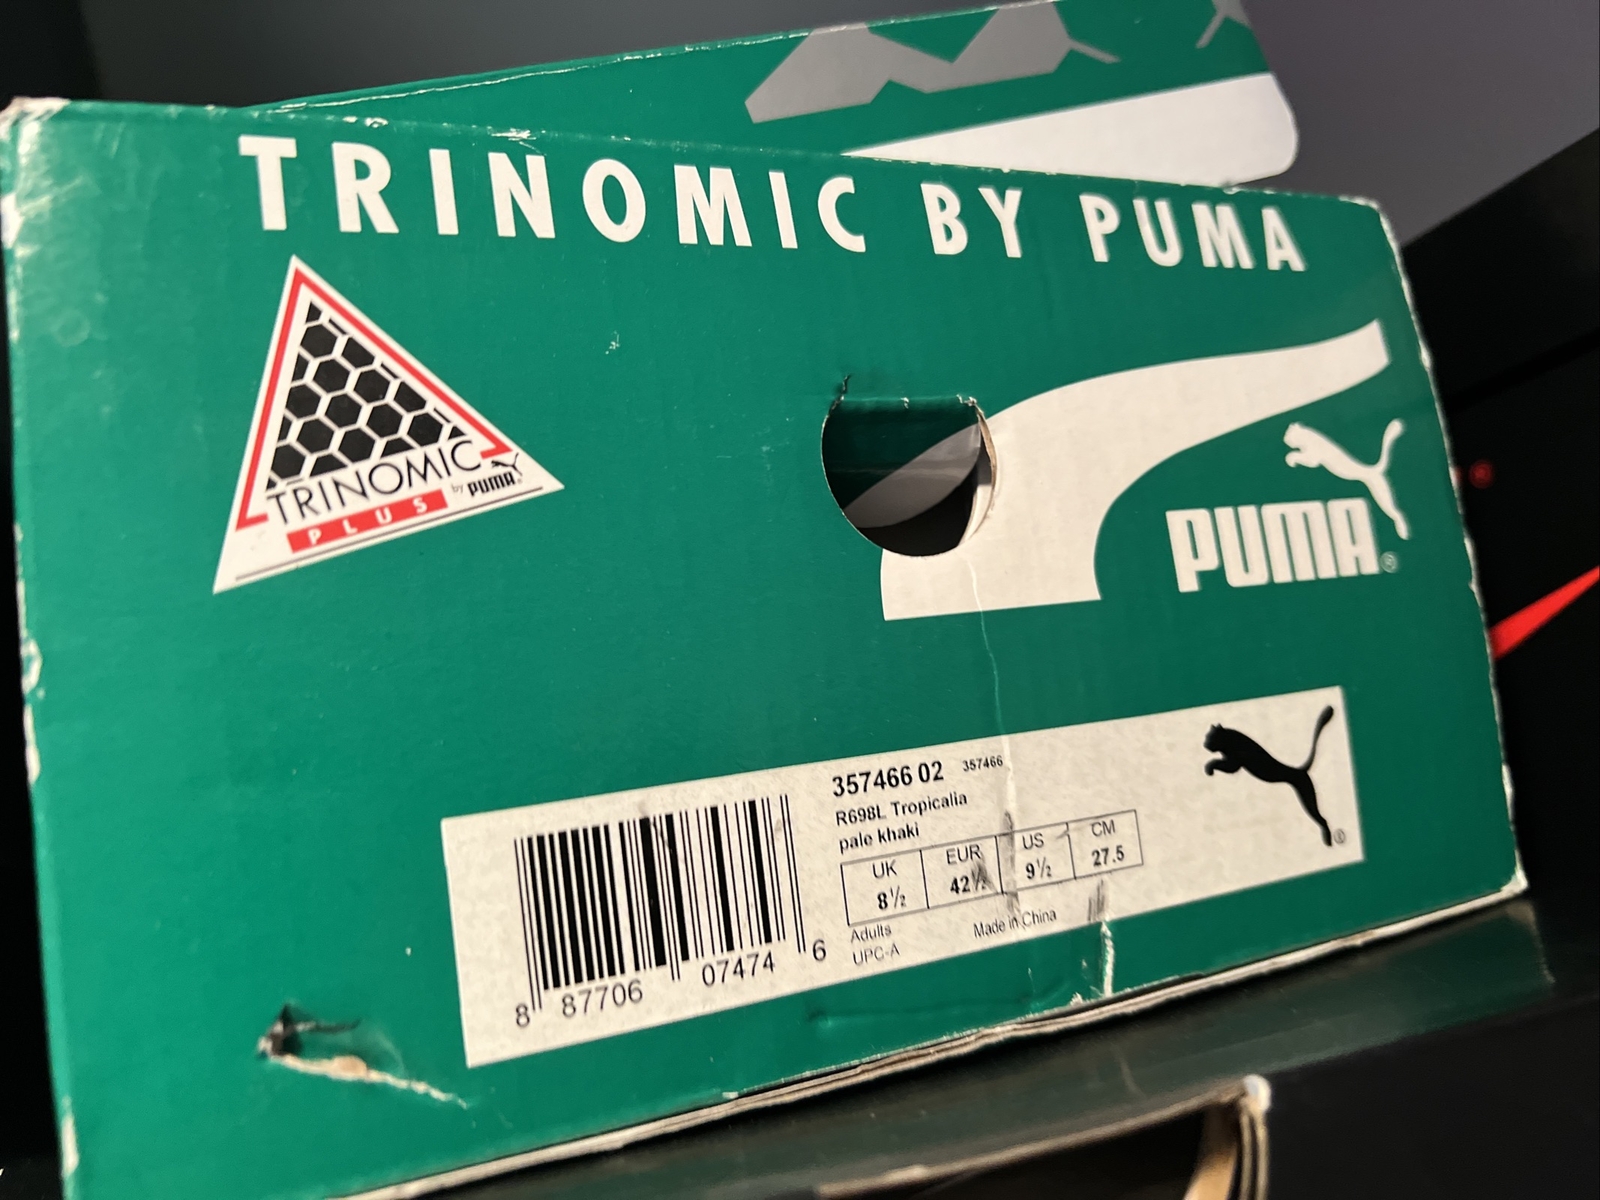 TRINOMIC BY PUMA
TRINOMIC
PLUS
by PUMA®
PUMA®
357466 02 357466
R698L Tropicalia
pale khaki
UK EUR US CM
8½ 42½ 9½ 27.5
Adults Made in China
UPC-A
8 87706 07474 6
®